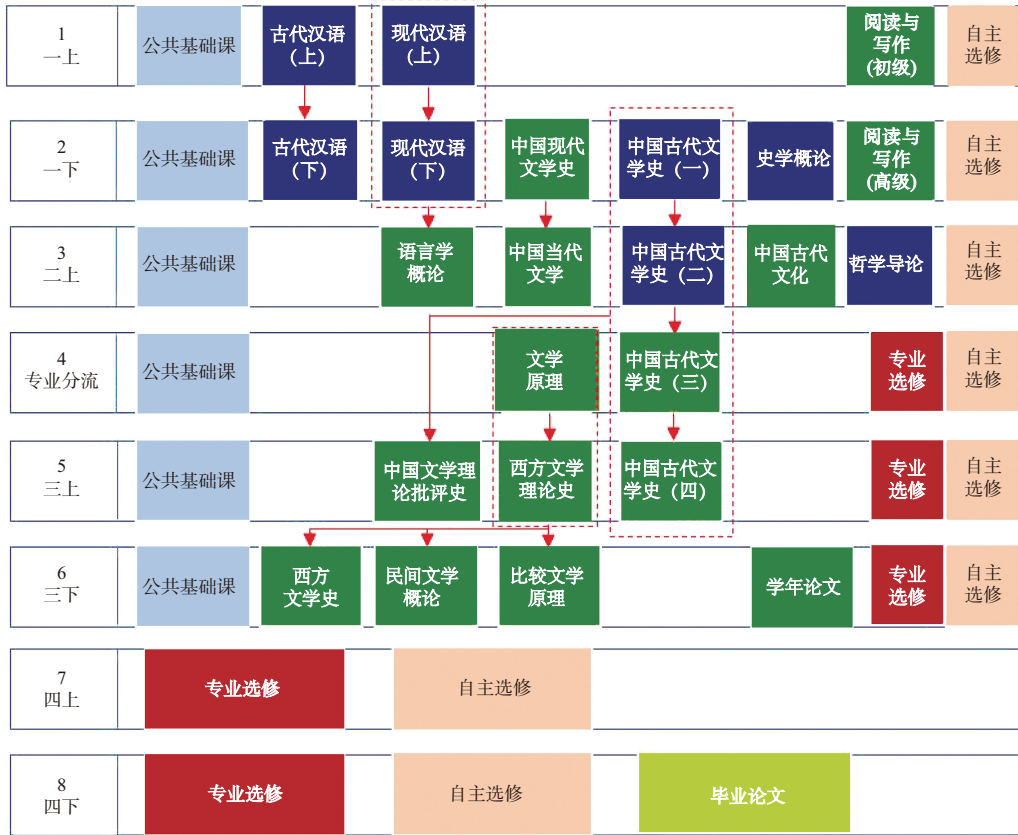 1
一上
公共基础课
古代汉语
（上）
现代汉语
（上）
阅读与
写作
(初级)
自主
选修
2
一下
公共基础课
古代汉语
（下）
现代汉语
（下）
中国现代
文学史
中国古代文
学史（一）
史学概论
阅读与
写作
(高级)
自主
选修
3
二上
公共基础课
语言学
概论
中国当代
文学
中国古代文
学史（二）
中国古代
文化
哲学导论
自主
选修
4
专业分流
公共基础课
文学
原理
中国古代文
学史（三）
专业
选修
自主
选修
5
三上
公共基础课
中国文学理
论批评史
西方文学
理论史
中国古代文
学史（四）
专业
选修
自主
选修
6
三下
公共基础课
西方
文学史
民间文学
概论
比较文学
原理
学年论文
专业
选修
自主
选修
7
四上
专业选修
自主选修
8
四下
专业选修
自主选修
毕业论文